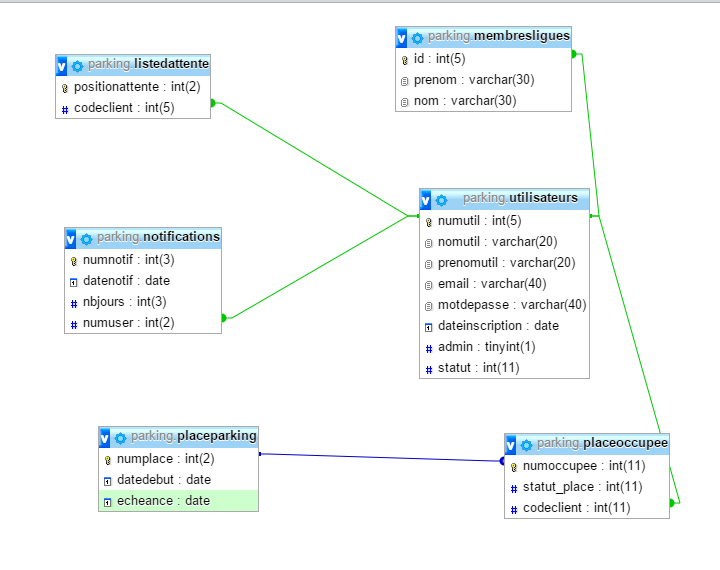 parking.membresligues
id : int(5)
prenom : varchar(30)
nom : varchar(30)
v parking.listedattente
positionattente : int(2)
codeclient : int(5)
v parking.utilisateurs
numutil : int(5)
nomutil : varchar(20)
prenomutil : varchar(20)
email : varchar(40)
motdepasse : varchar(40)
dateinscription : date
admin : tinyint(1)
statut : int(11)
v parking.notifications
numnotif : int(3)
datenotif : date
nbjours : int(3)
numuser : int(2)
v parking.placeparking
numplace : int(2)
datedebut : date
echeance : date
v parking.placeoccupee
numoccupee : int(11)
statut_place : int(11)
codeclient : int(11)